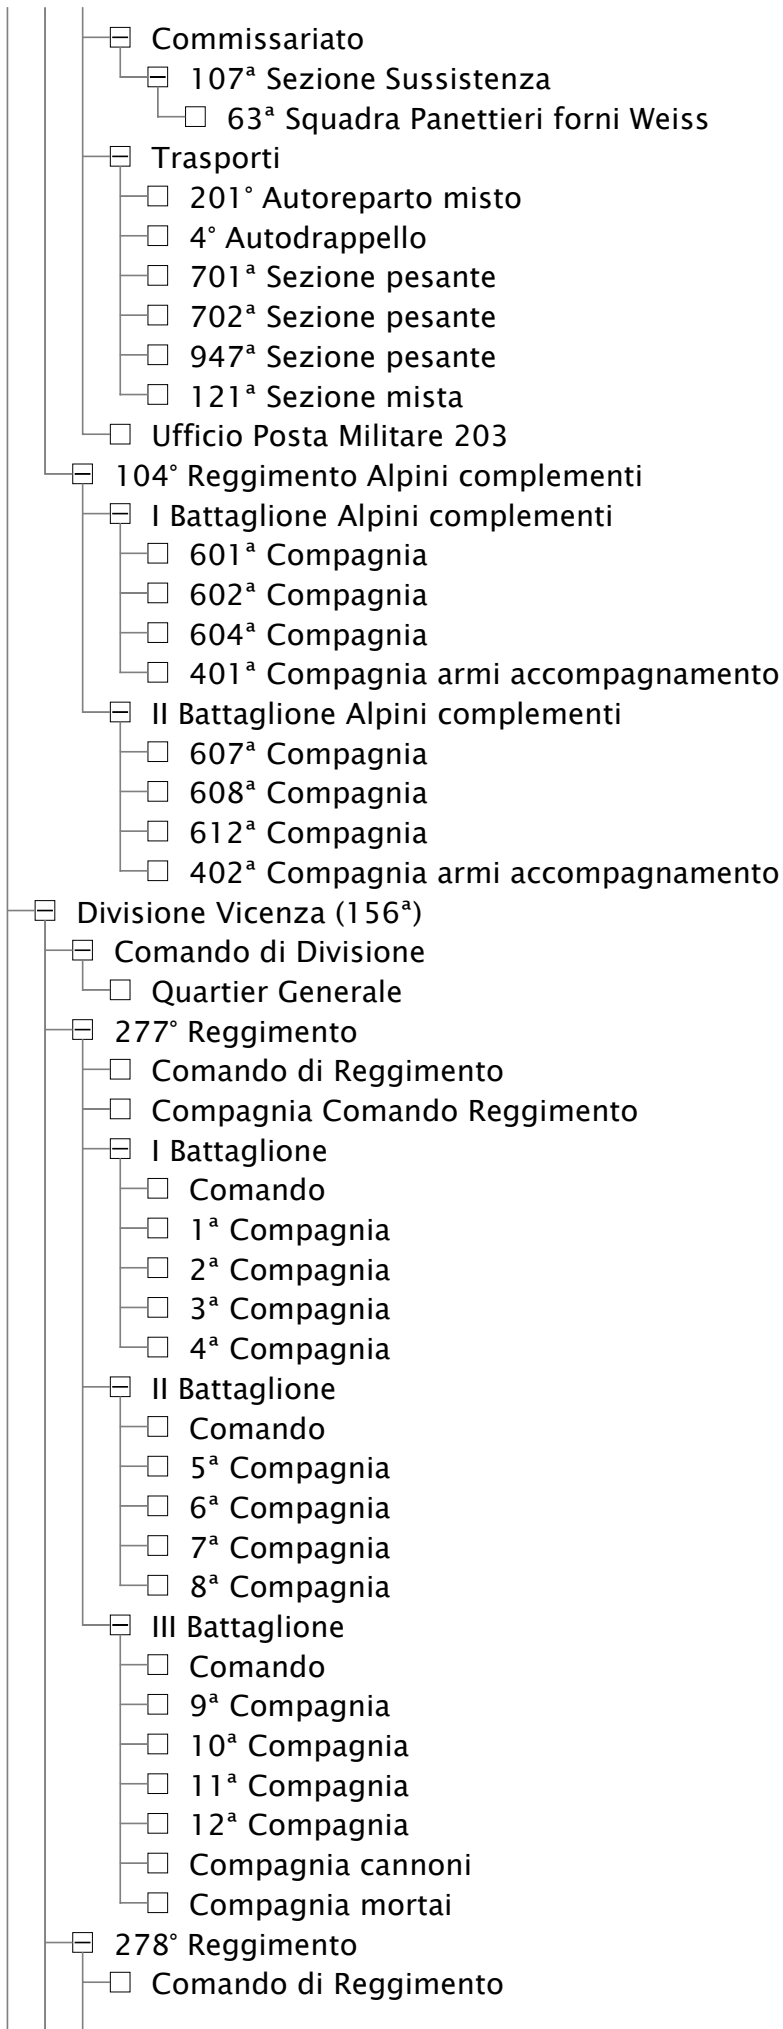 Commissariato
107ª Sezione Sussistenza
63ª Squadra Panettieri forni Weiss
Trasporti
201° Autoreparto misto
4° Autodrappello
701ª Sezione pesante
702ª Sezione pesante
947ª Sezione pesante
121ª Sezione mista
Ufficio Posta Militare 203
104° Reggimento Alpini complementi
I Battaglione Alpini complementi
601ª Compagnia
602ª Compagnia
604ª Compagnia
401ª Compagnia armi accompagnamento
II Battaglione Alpini complementi
607ª Compagnia
608ª Compagnia
612ª Compagnia
402ª Compagnia armi accompagnamento
Divisione Vicenza (156ª)
Comando di Divisione
Quartier Generale
277° Reggimento
Comando di Reggimento
Compagnia Comando Reggimento
I Battaglione
Comando
1ª Compagnia
2ª Compagnia
3ª Compagnia
4ª Compagnia
II Battaglione
Comando
5ª Compagnia
6ª Compagnia
7ª Compagnia
8ª Compagnia
III Battaglione
Comando
9ª Compagnia
10ª Compagnia
11ª Compagnia
12ª Compagnia
Compagnia cannoni
Compagnia mortai
278° Reggimento
Comando di Reggimento